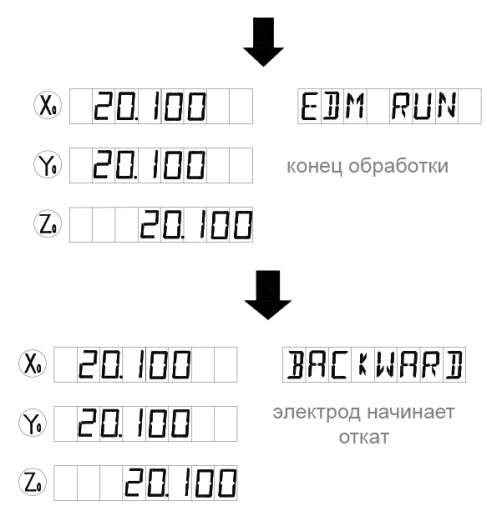 X₀ 20.100 EDM RUN
Y₀ 20.100 конец обработки
Z₀ 20.100
X₀ 20.100 BACKWARD
Y₀ 20.100 электрод начинает
откат
Z₀ 20.100